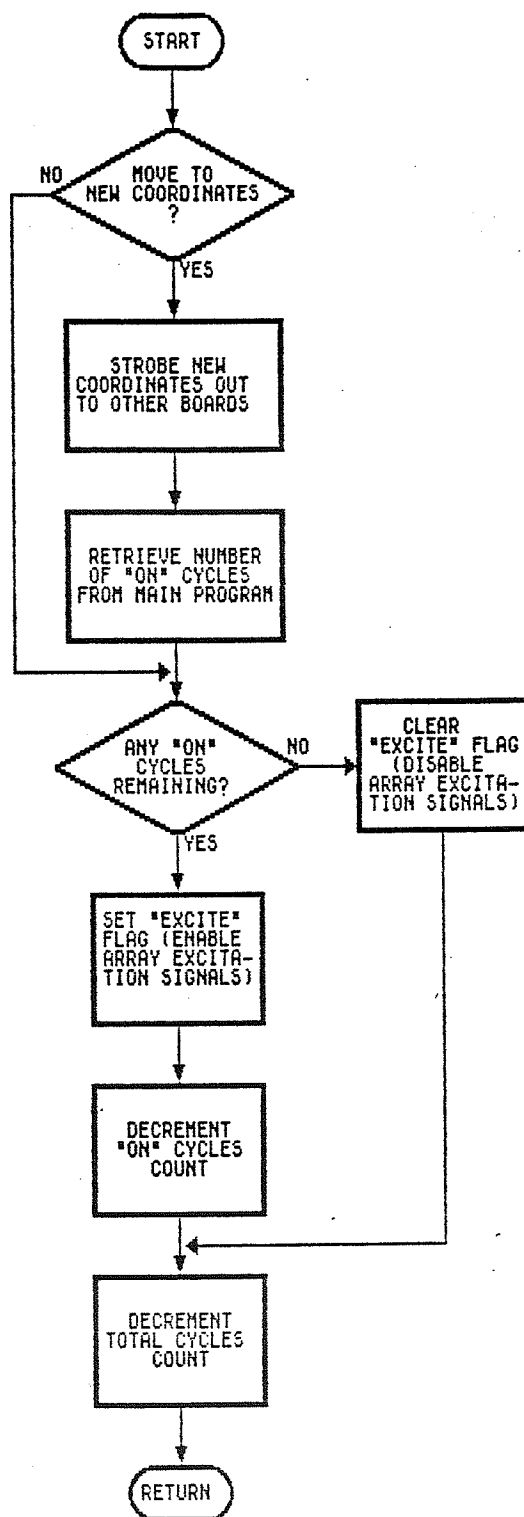 START
NO
MOVE TO
NEW COORDINATES
?
YES
STROBE NEW
COORDINATES OUT
TO OTHER BOARDS
RETRIEVE NUMBER
OF "ON" CYCLES
FROM MAIN PROGRAM
ANY "ON"
CYCLES
REMAINING?
NO
CLEAR
"EXCITE" FLAG
(DISABLE
ARRAY EXCITA-
TION SIGNALS)
YES
SET "EXCITE"
FLAG (ENABLE
ARRAY EXCITA-
TION SIGNALS)
DECREMENT
"ON" CYCLES
COUNT
DECREMENT
TOTAL CYCLES
COUNT
RETURN